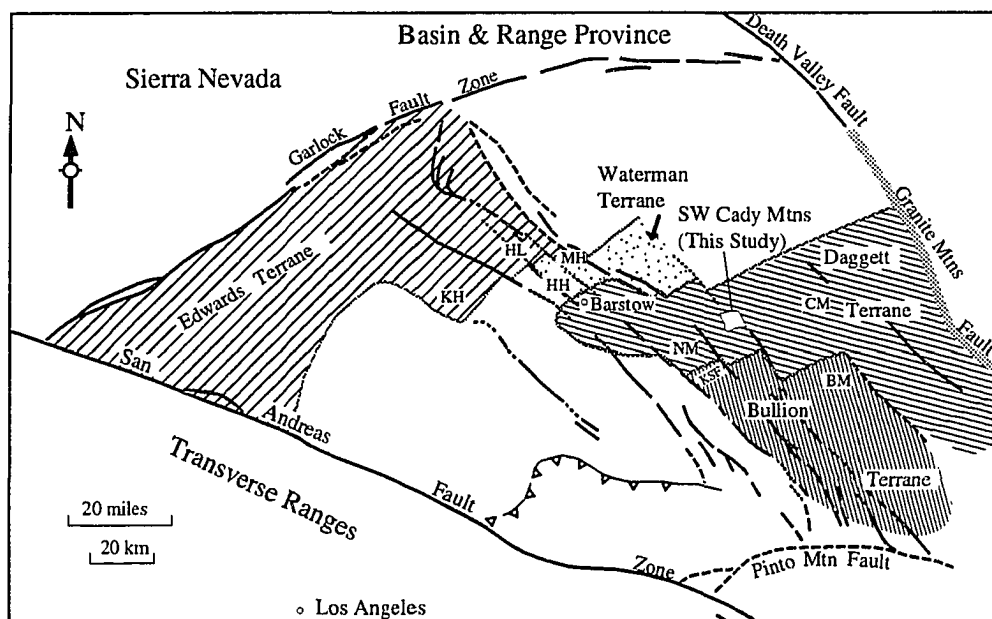 Basin & Range Province
Sierra Nevada
Death Valley Fault
Garlock Fault Zone
N
Waterman
Terrane
SW Cady Mtns
(This Study)
Granite Mtns Fault
Daggett
Terrane
Edwards Terrane
HL
MH
HH
KH
Barstow
CM
NM
KSF
BM
Bullion
Terrane
San Andreas Fault Zone
Transverse Ranges
20 miles
20 km
Pinto Mtn Fault
Los Angeles